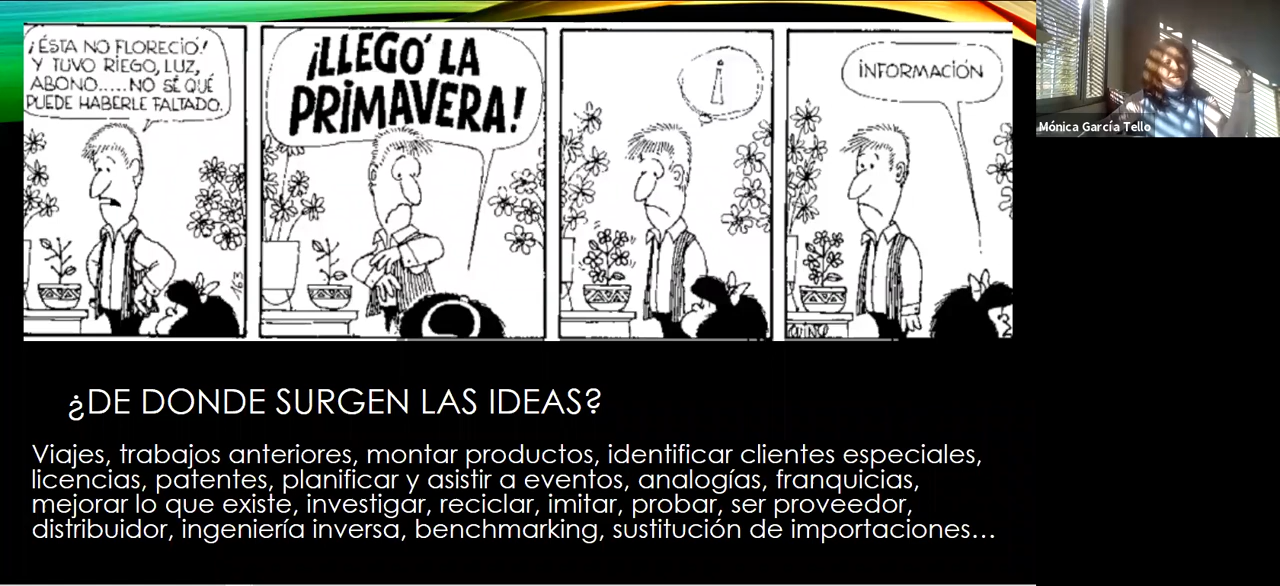 ¡ÉSTA NO FLORECIÓ!
Y TUVO RIEGO, LUZ,
ABONO.....NO SÉ QUÉ
PUEDE HABERLE FALTADO.
¡LLEGÓ LA
PRIMAVERA!
¡
INFORMACIÓN
163
QUINO
Mónica García Tello
¿DE DONDE SURGEN LAS IDEAS?
Viajes, trabajos anteriores, montar productos, identificar clientes especiales,
licencias, patentes, planificar y asistir a eventos, analogías, franquicias,
mejorar lo que existe, investigar, reciclar, imitar, probar, ser proveedor,
distribuidor, ingeniería inversa, benchmarking, sustitución de importaciones...